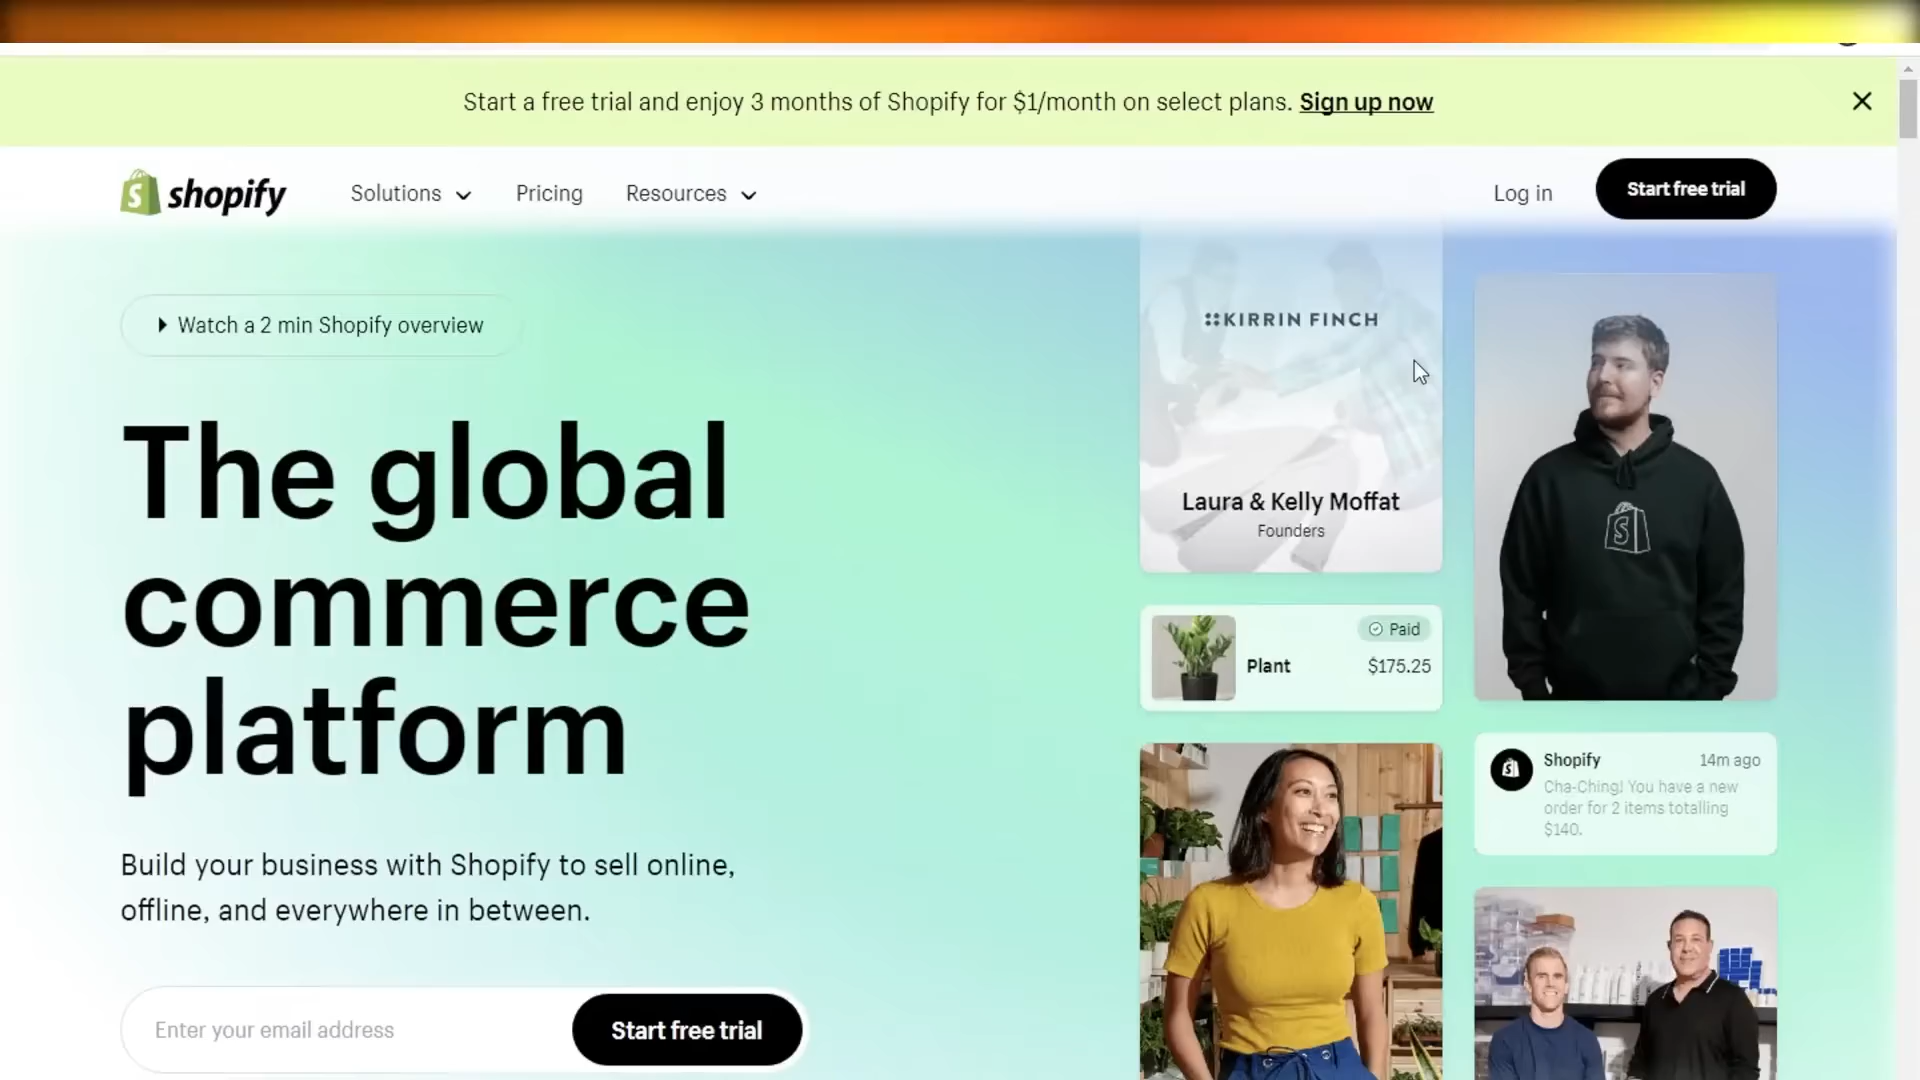 Start a free trial and enjoy 3 months of Shopify for $1/month on select plans. Sign up now
shopify
Solutions
Pricing
Resources
Log in
Start free trial
Watch a 2 min Shopify overview
The global
commerce
platform
Build your business with Shopify to sell online,
offline, and everywhere in between.
Enter your email address
Start free trial
KIRRIN FINCH
Laura & Kelly Moffat
Founders
Paid
Plant
$175.25
Shopify
14m ago
Cha-Ching! You have a new
order for 2 items totalling
$140.